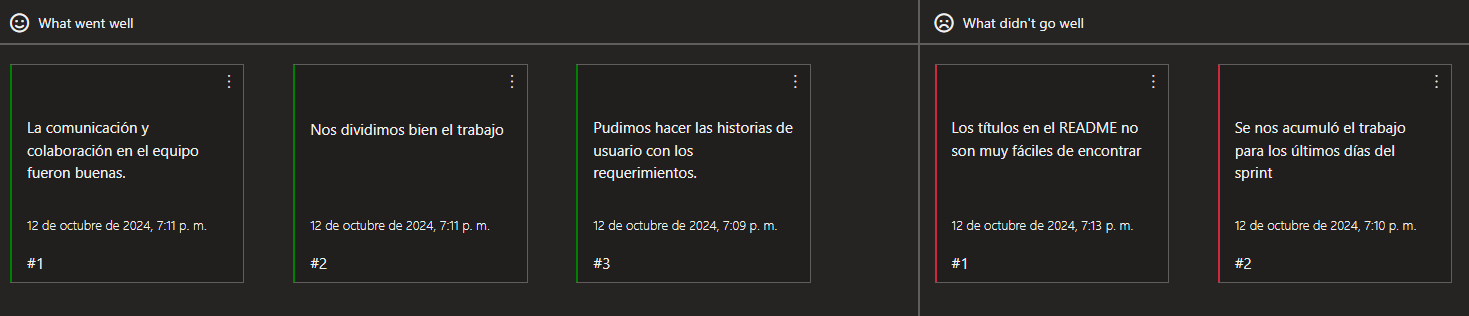 What went well
What didn't go well
La comunicación y
colaboración en el equipo
fueron buenas.
12 de octubre de 2024, 7:11 p. m.
#1
Nos dividimos bien el trabajo
12 de octubre de 2024, 7:11 p. m.
#2
Pudimos hacer las historias de
usuario con los
requerimientos.
12 de octubre de 2024, 7:09 p. m.
#3
Los títulos en el README no
son muy fáciles de encontrar
12 de octubre de 2024, 7:13 p. m.
#1
Se nos acumuló el trabajo
para los últimos días del
sprint
12 de octubre de 2024, 7:10 p. m.
#2